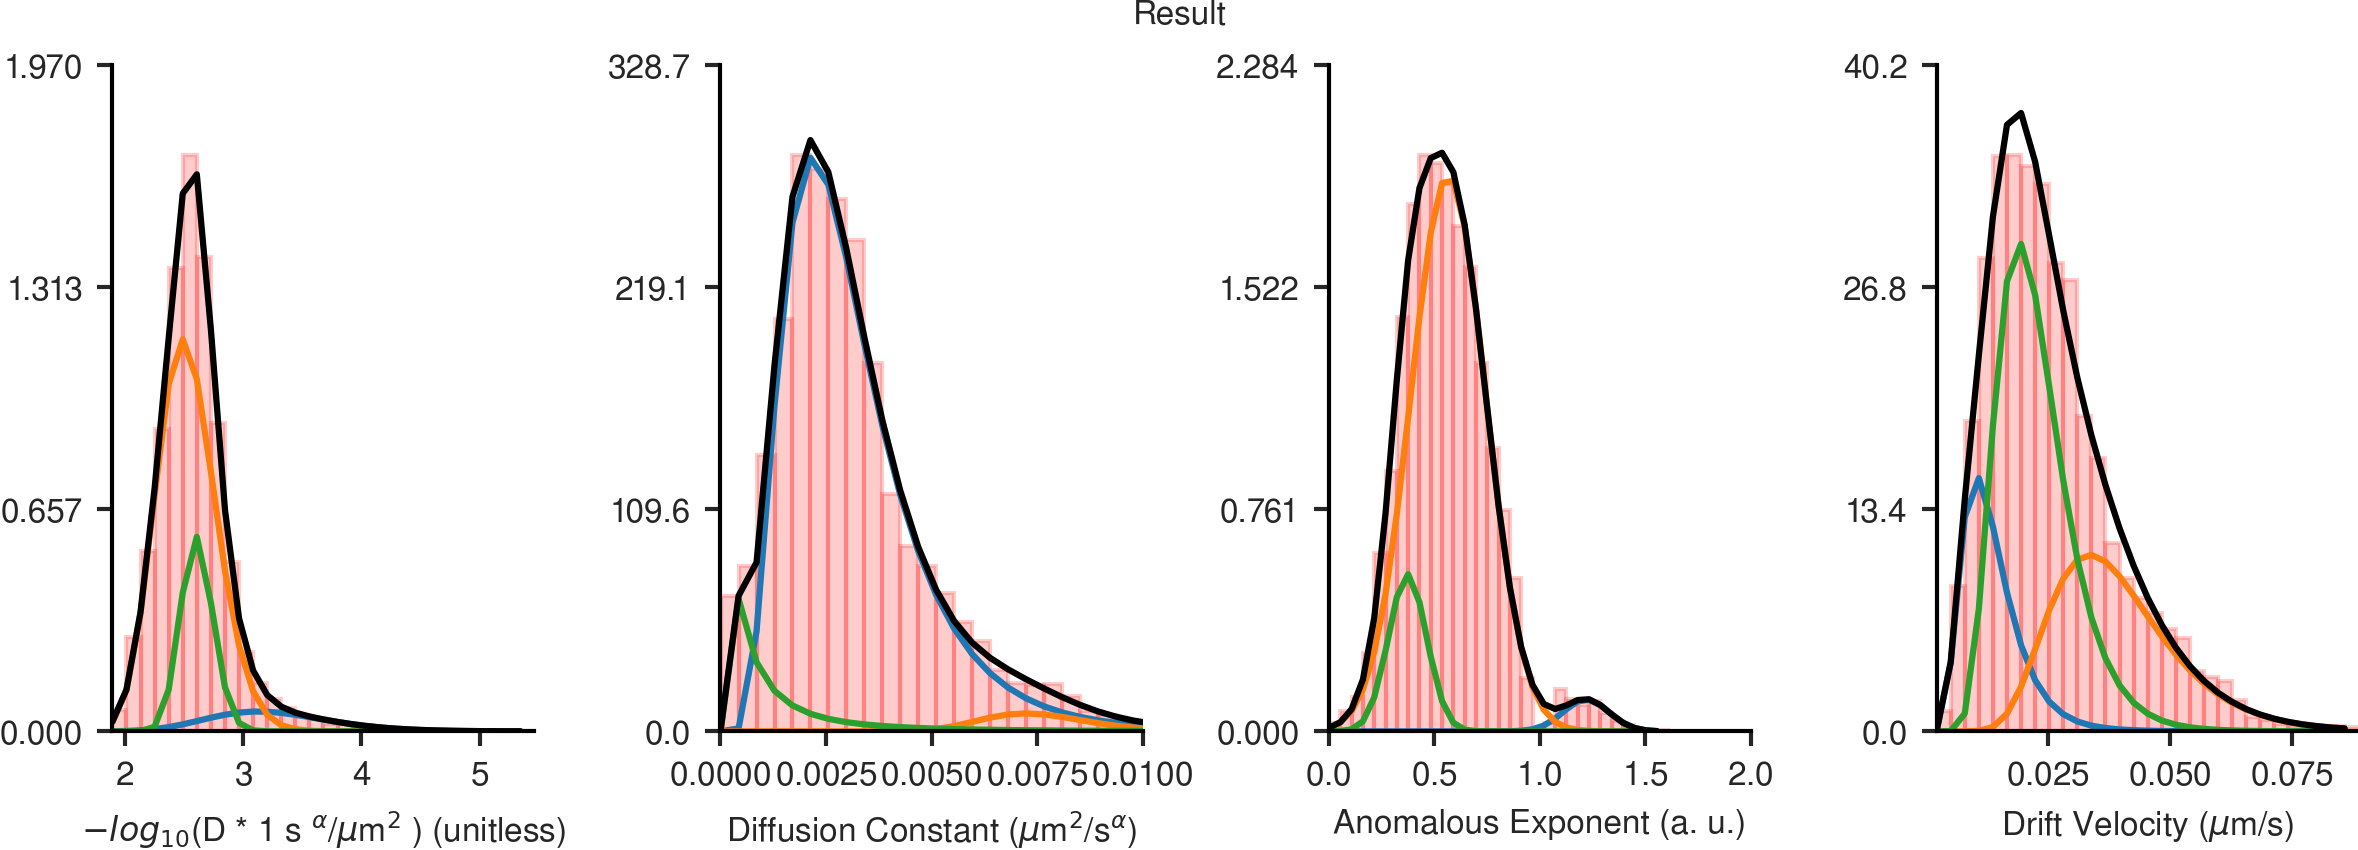 Result
1.970
1.313
0.657
0.000
2 3 4 5
−log10(D * 1 s α/μm2 ) (unitless)
328.7
219.1
109.6
0.0
0.0000 0.0025 0.0050 0.0075 0.0100
Diffusion Constant (μm2/sα)
2.284
1.522
0.761
0.000
0.0 0.5 1.0 1.5 2.0
Anomalous Exponent (a. u.)
40.2
26.8
13.4
0.0
0.025 0.050 0.075
Drift Velocity (μm/s)